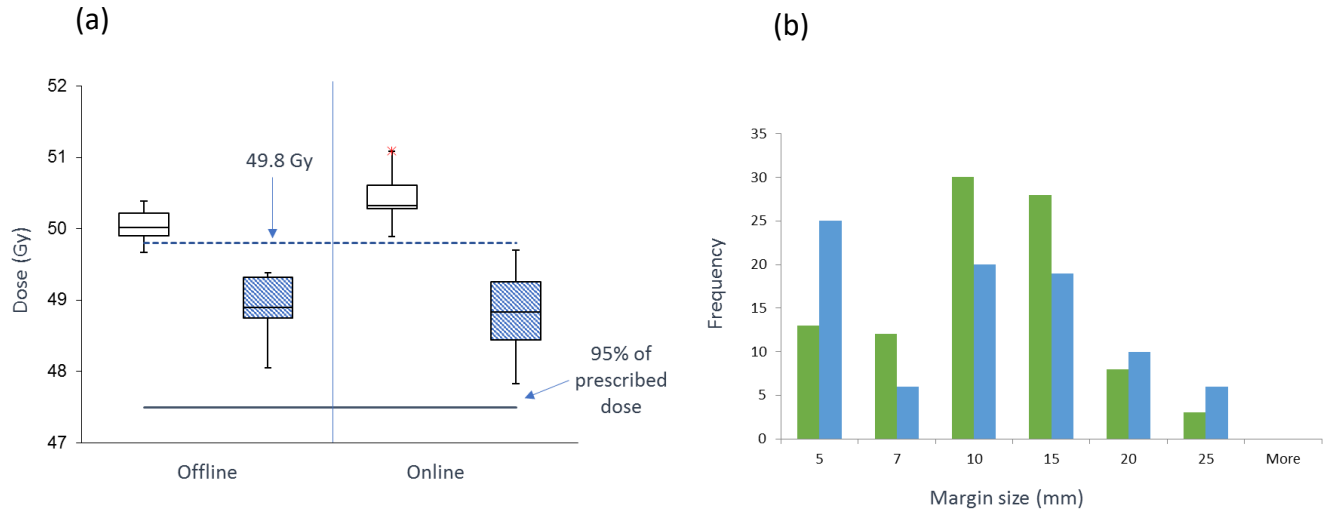 (a)
52
51
50
49
48
47
Dose (Gy)
49.8 Gy
95% of
prescribed
dose
Offline
Online
(b)
35
30
25
20
15
10
5
0
Frequency
5
7
10
15
20
25
More
Margin size (mm)